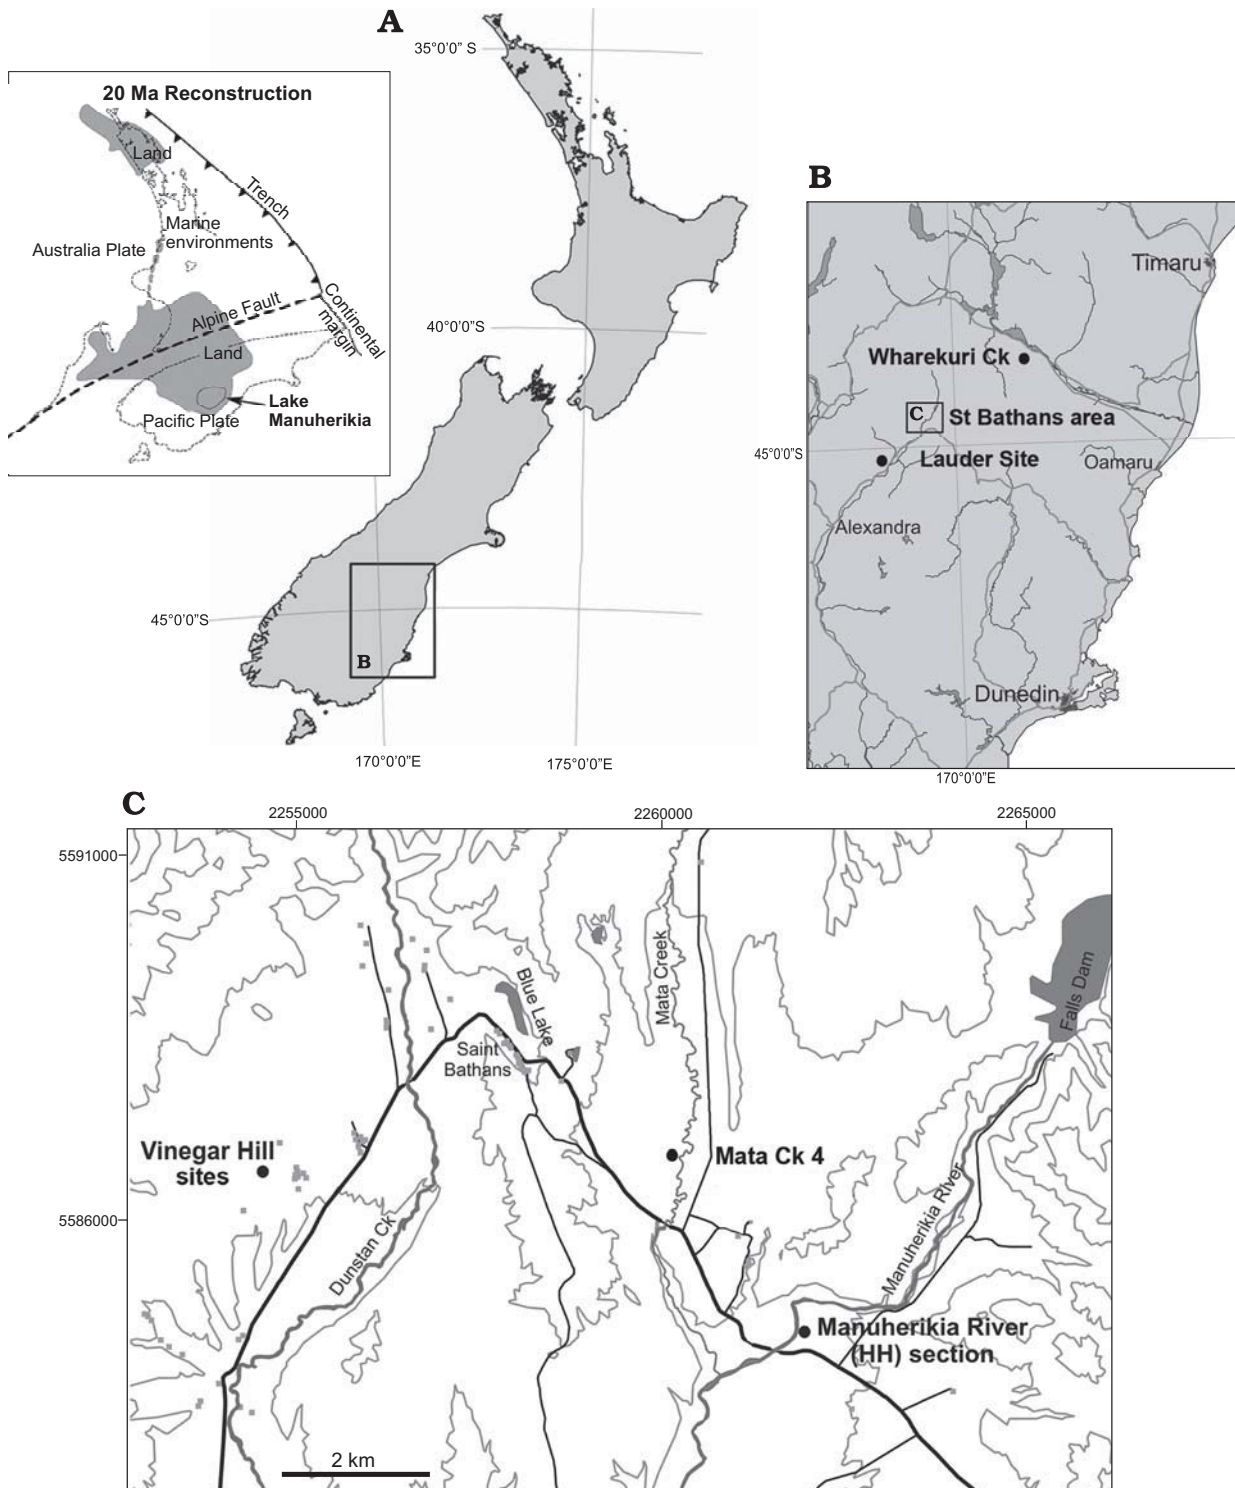 A
35°0'0" S
20 Ma Reconstruction
Land
Trench
Marine
environments
Australia Plate
Alpine Fault
Continental
margin
Land
Lake
Manuherikia
Pacific Plate
40°0'0"S
45°0'0"S
B
170°0'0"E
175°0'0"E
B
Timaru
Wharekuri Ck
C
St Bathans area
45°0'0"S
Lauder Site
Oamaru
Alexandra
Dunedin
170°0'0"E
C
2255000
2260000
2265000
5591000
Mata Creek
Blue Lake
Falls Dam
Saint
Bathans
Vinegar Hill
sites
Mata Ck 4
5586000
Dunstan Ck
Manuherikia River
Manuherikia River
(HH) section
2 km